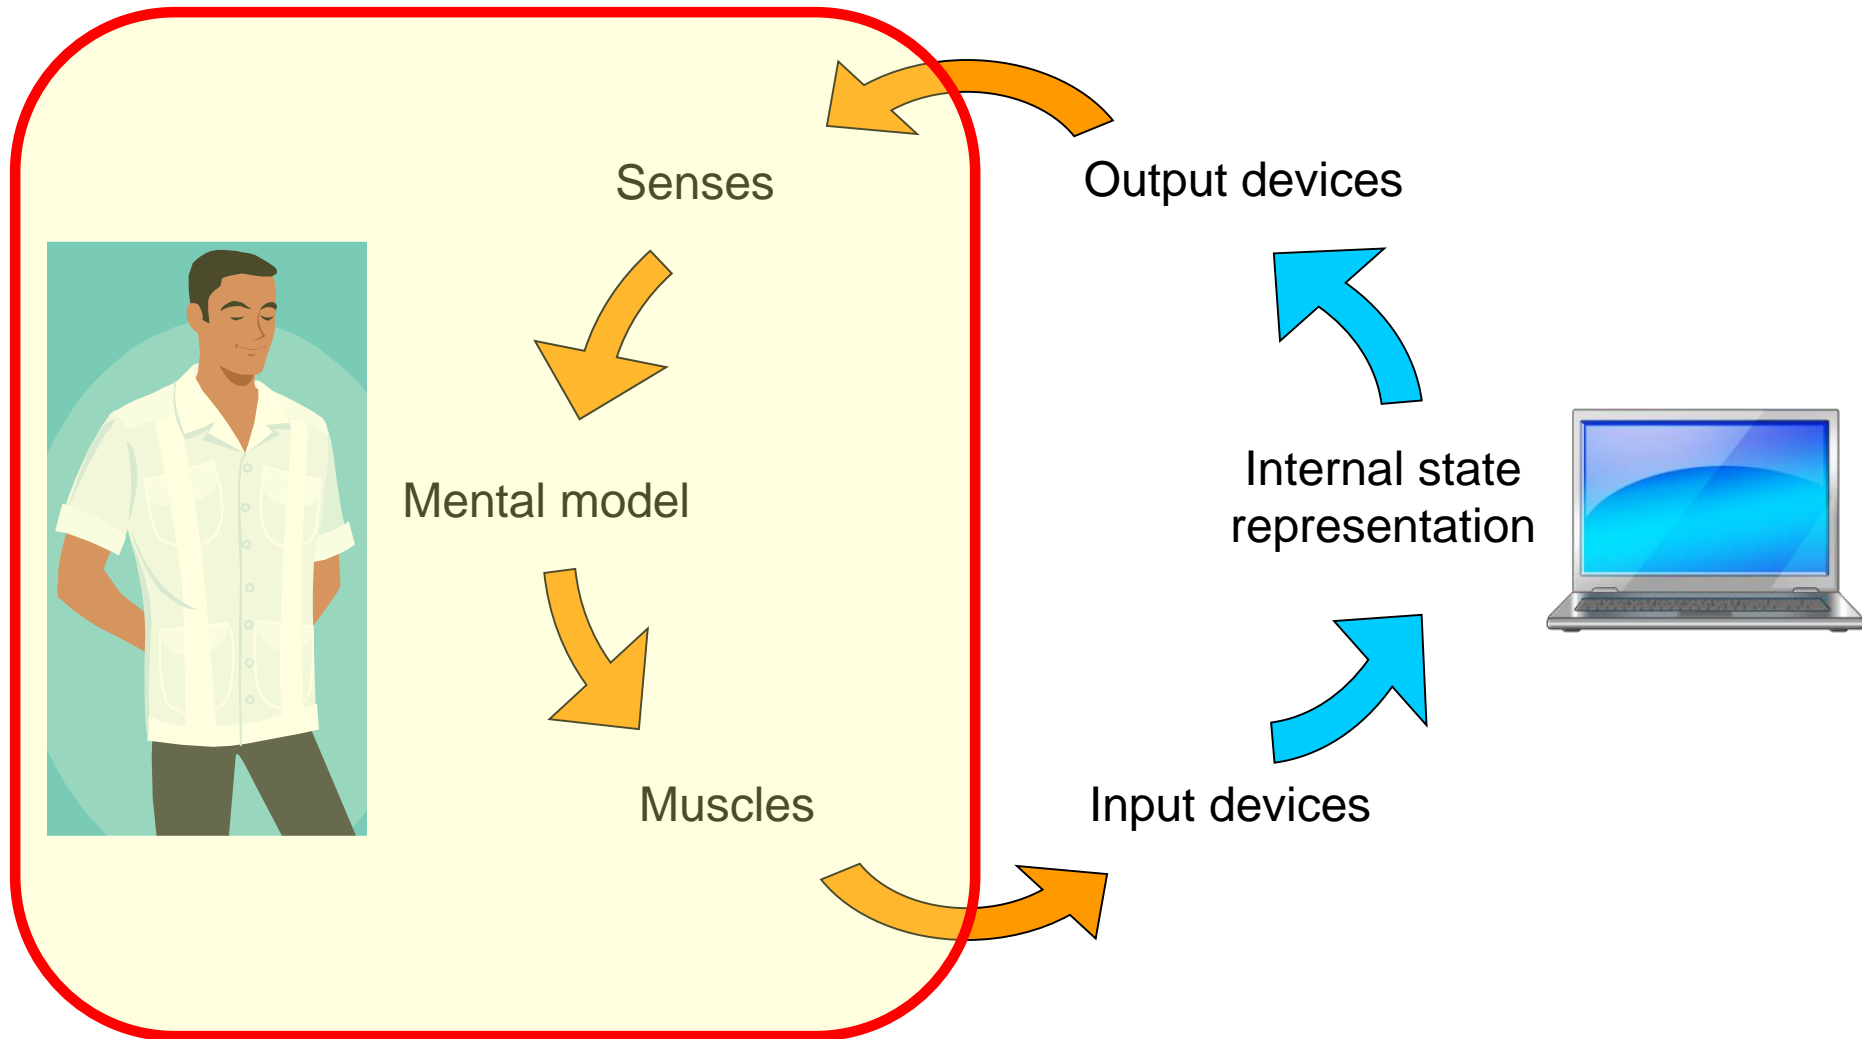 Senses
Output devices
Mental model
Internal state
representation
Muscles
Input devices